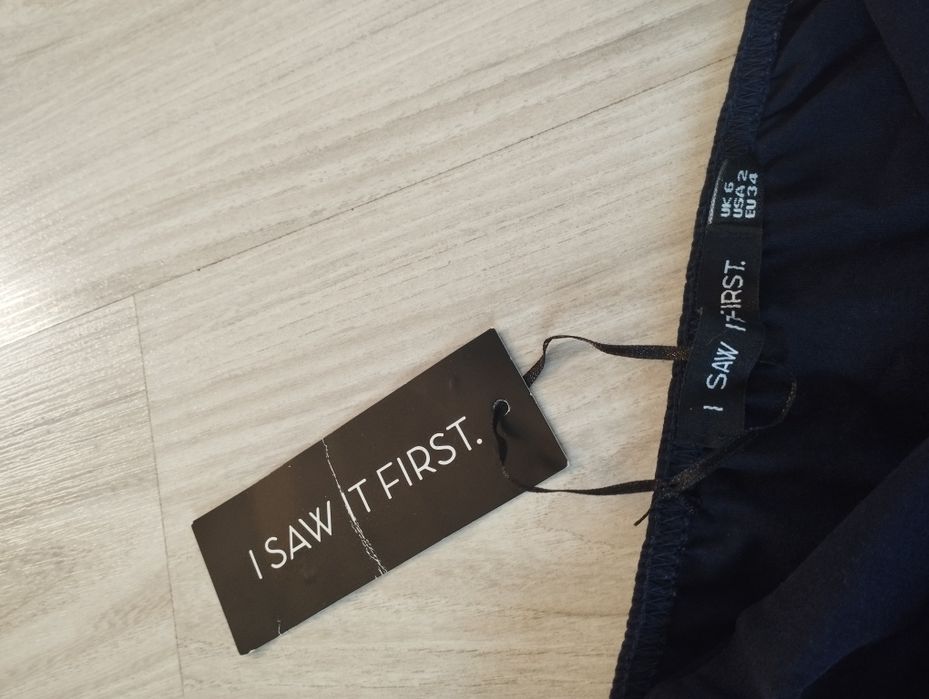 I SAW IT FIRST.
I SAW IT FIRST.
UK 6
USA 2
EU 34